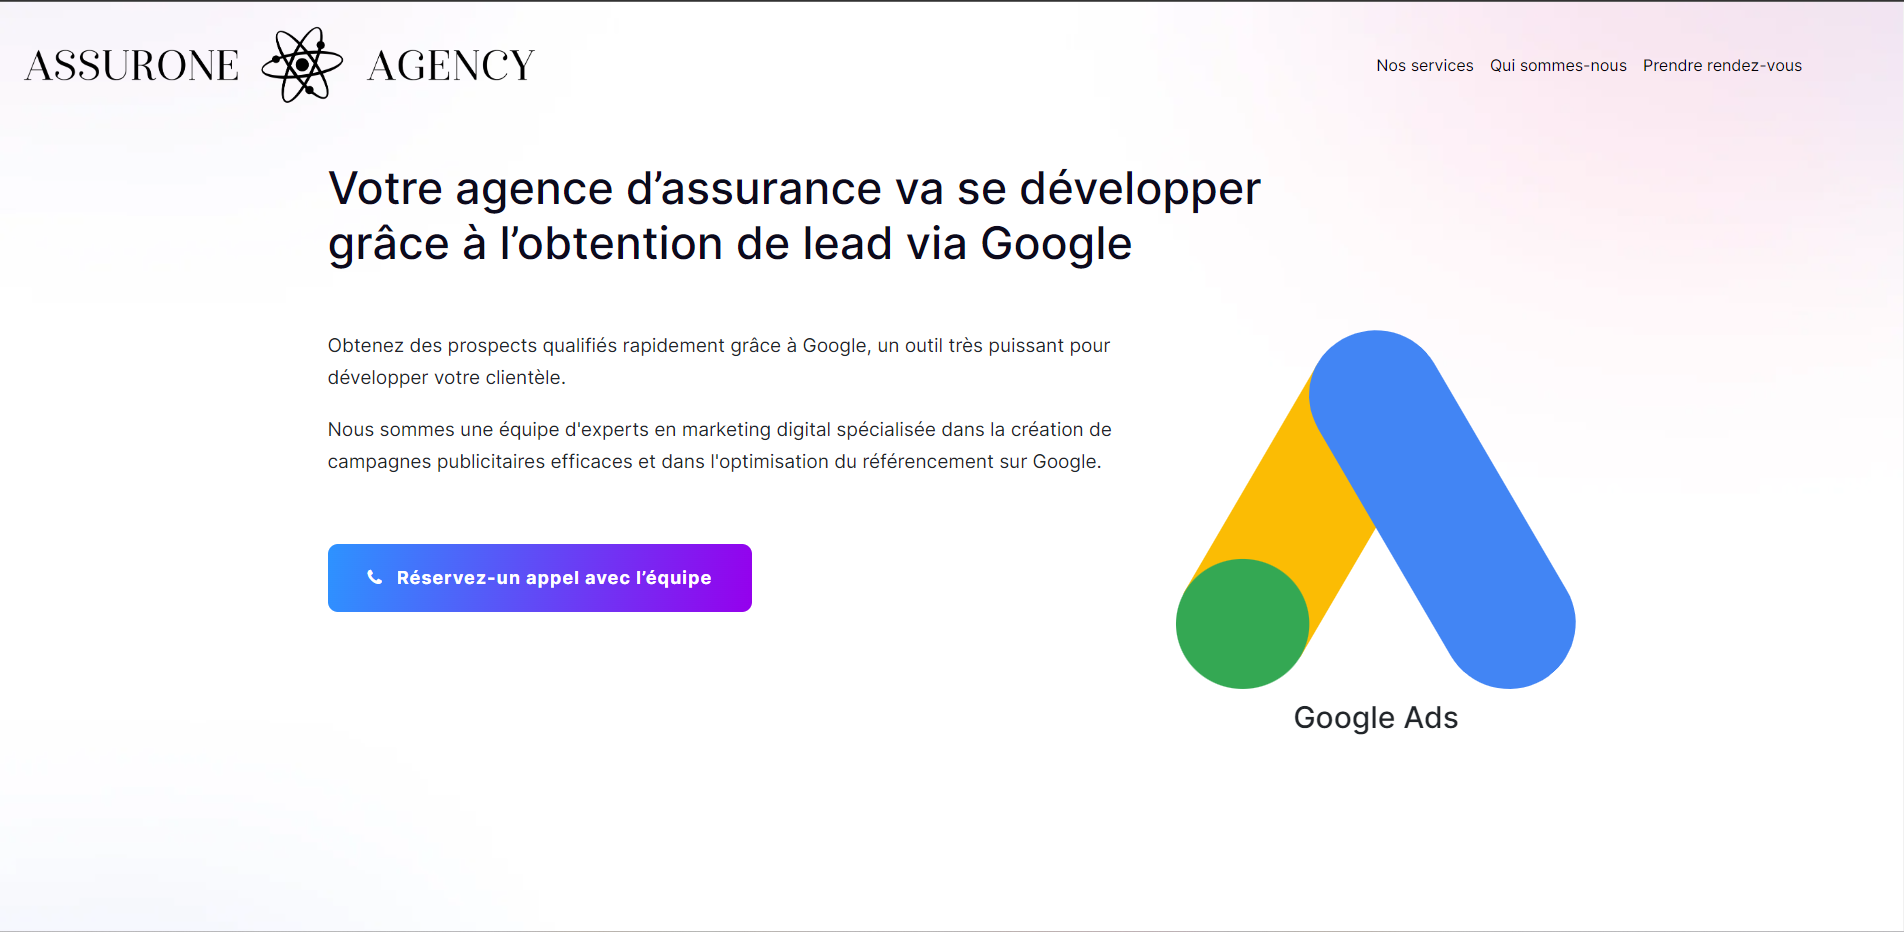 ASSURONE AGENCY
Nos services Qui sommes-nous Prendre rendez-vous
Votre agence d’assurance va se développer
grâce à l’obtention de lead via Google
Obtenez des prospects qualifiés rapidement grâce à Google, un outil très puissant pour
développer votre clientèle.
Nous sommes une équipe d'experts en marketing digital spécialisée dans la création de
campagnes publicitaires efficaces et dans l'optimisation du référencement sur Google.
Réservez-un appel avec l’équipe
Google Ads